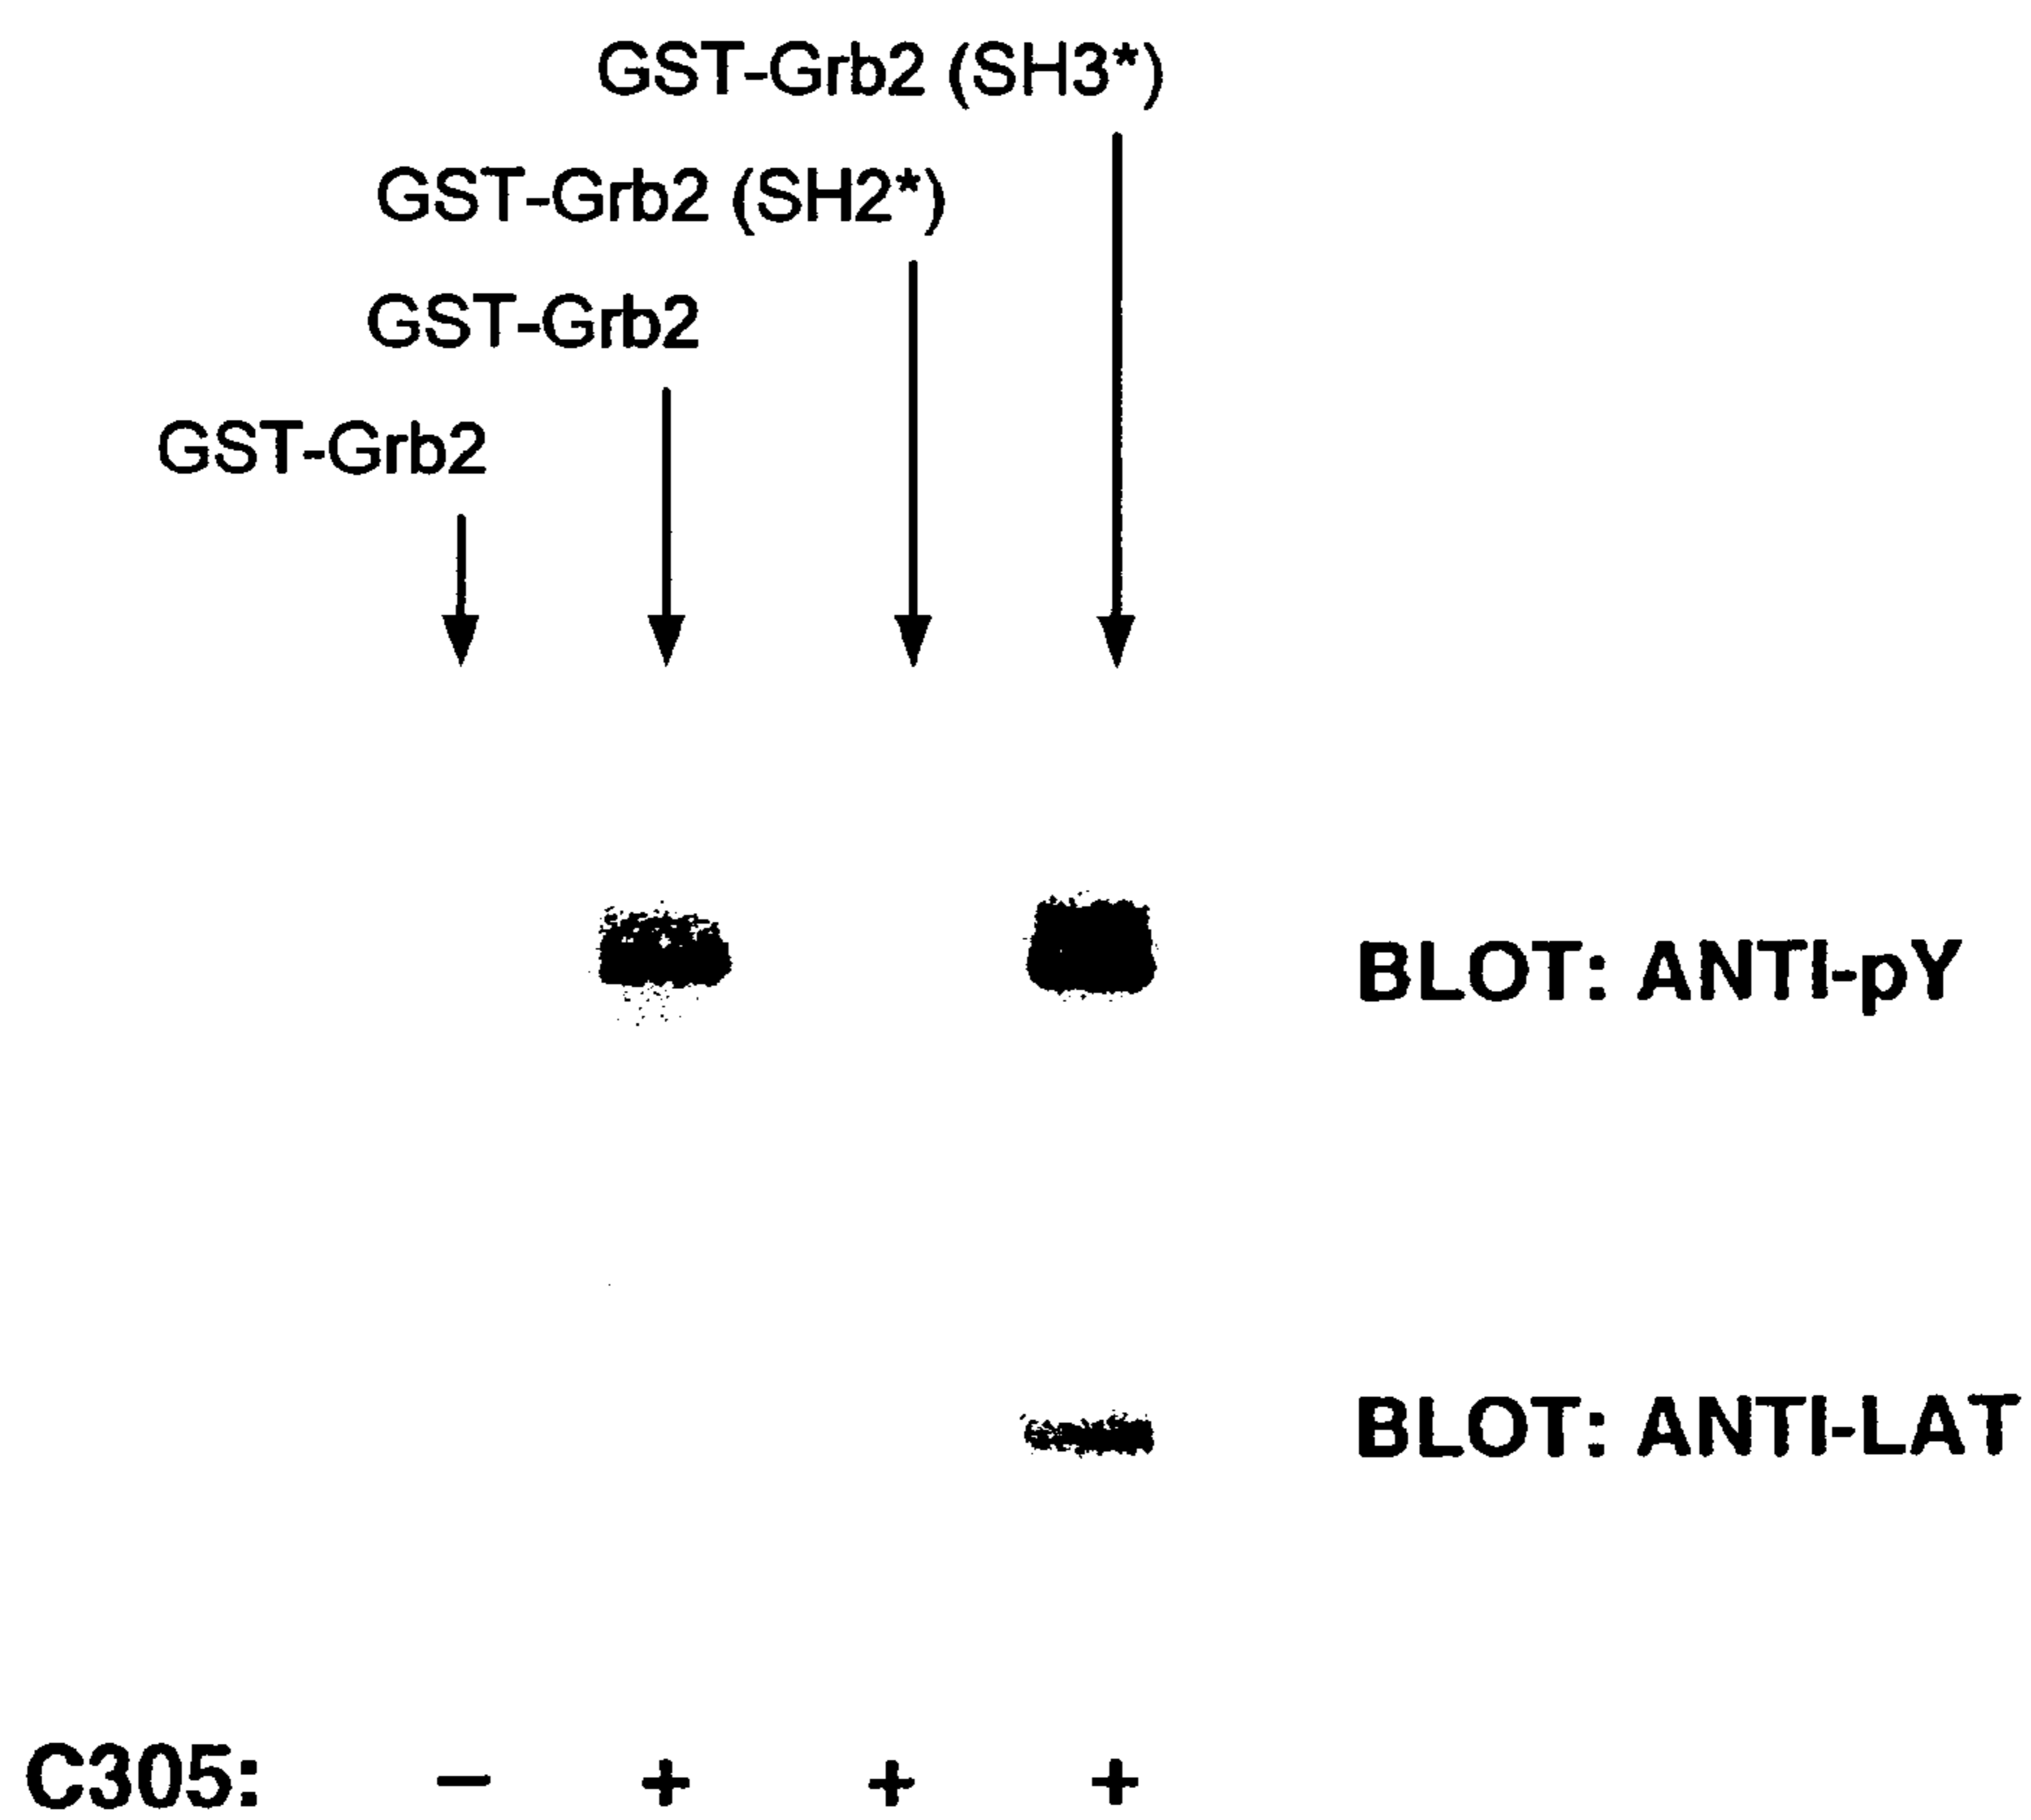 GST-Grb2 (SH3*)
GST-Grb2 (SH2*)
GST-Grb2
GST-Grb2
BLOT: ANTI-pY
BLOT: ANTI-LAT
C305: − + + +